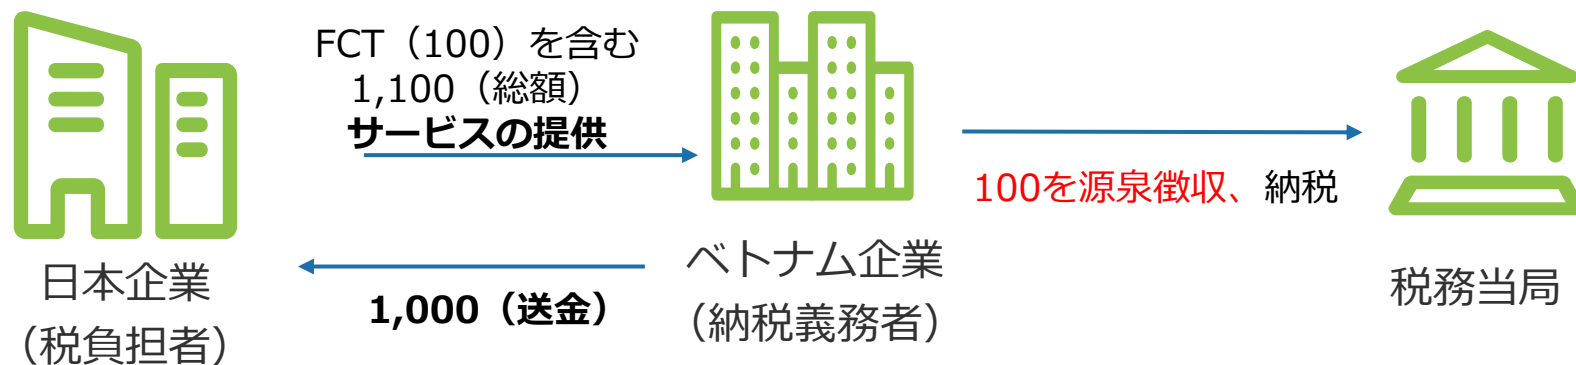 FCT（100）を含む
1,100（総額）
サービスの提供
100を源泉徴収、納税
1,000（送金）
日本企業
（税負担者）
ベトナム企業
（納税義務者）
税務当局